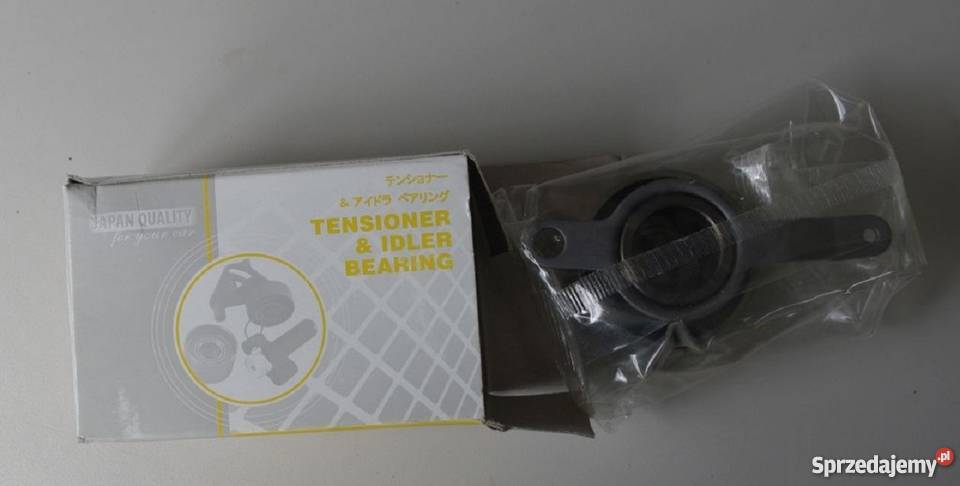 JAPAN QUALITY
for your car
テンショナー
& アイドラ ベアリング
TENSIONER
& IDLER
BEARING
Sprzedajemy.pl